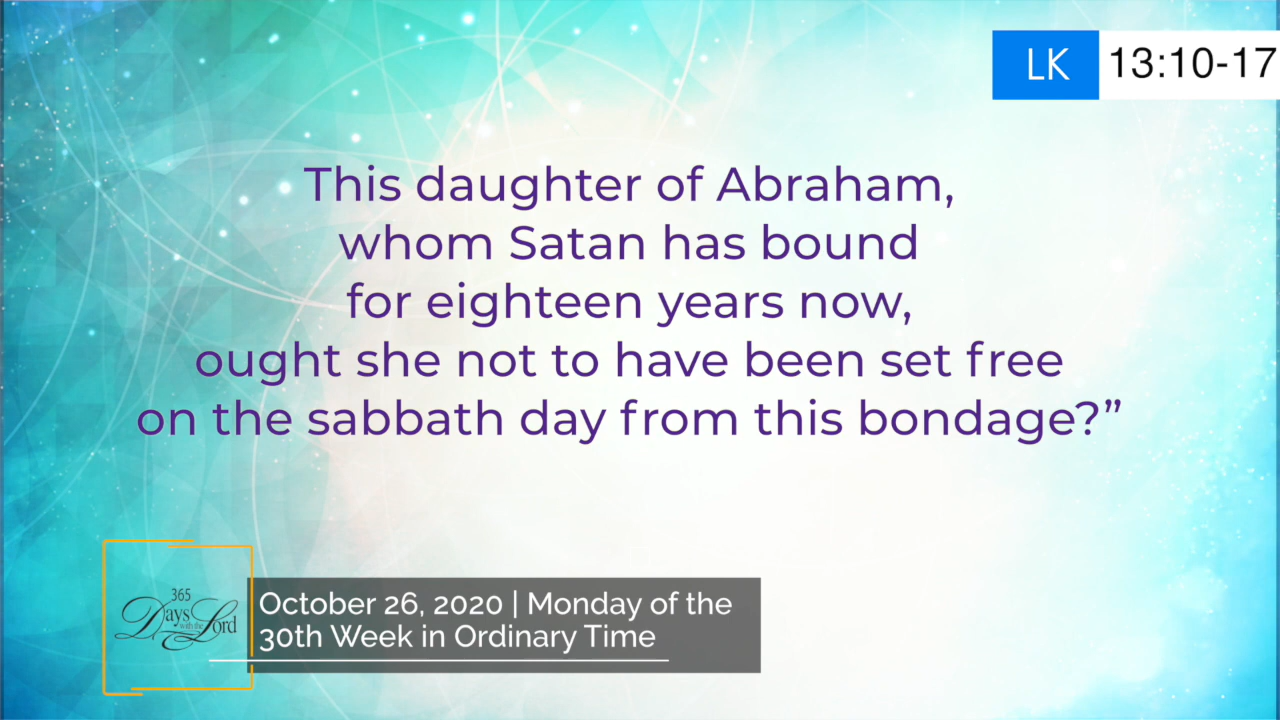 LK 13:10-17
This daughter of Abraham,
whom Satan has bound
for eighteen years now,
ought she not to have been set free
on the sabbath day from this bondage?”
365
Days with the Lord
October 26, 2020 | Monday of the
30th Week in Ordinary Time